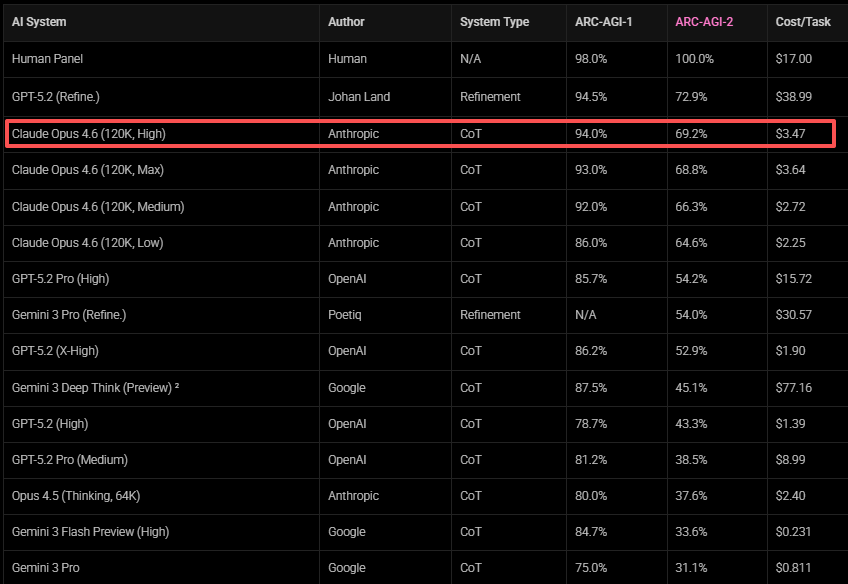 AI System Author System Type ARC-AGI-1 ARC-AGI-2 Cost/Task
Human Panel Human N/A 98.0% 100.0% $17.00
GPT-5.2 (Refine.) Johan Land Refinement 94.5% 72.9% $38.99
Claude Opus 4.6 (120K, High) Anthropic CoT 94.0% 69.2% $3.47
Claude Opus 4.6 (120K, Max) Anthropic CoT 93.0% 68.8% $3.64
Claude Opus 4.6 (120K, Medium) Anthropic CoT 92.0% 66.3% $2.72
Claude Opus 4.6 (120K, Low) Anthropic CoT 86.0% 64.6% $2.25
GPT-5.2 Pro (High) OpenAI CoT 85.7% 54.2% $15.72
Gemini 3 Pro (Refine.) Poetiq Refinement N/A 54.0% $30.57
GPT-5.2 (X-High) OpenAI CoT 86.2% 52.9% $1.90
Gemini 3 Deep Think (Preview) ² Google CoT 87.5% 45.1% $77.16
GPT-5.2 (High) OpenAI CoT 78.7% 43.3% $1.39
GPT-5.2 Pro (Medium) OpenAI CoT 81.2% 38.5% $8.99
Opus 4.5 (Thinking, 64K) Anthropic CoT 80.0% 37.6% $2.40
Gemini 3 Flash Preview (High) Google CoT 84.7% 33.6% $0.231
Gemini 3 Pro Google CoT 75.0% 31.1% $0.811